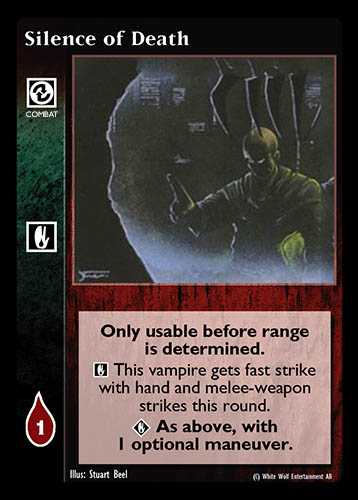 Silence of Death
COMBAT
Only usable before range
is determined.
This vampire gets fast strike
with hand and melee-weapon
strikes this round.
As above, with
1 optional maneuver.
1
Illus: Stuart Beel
(C) White Wolf Entertainment AB